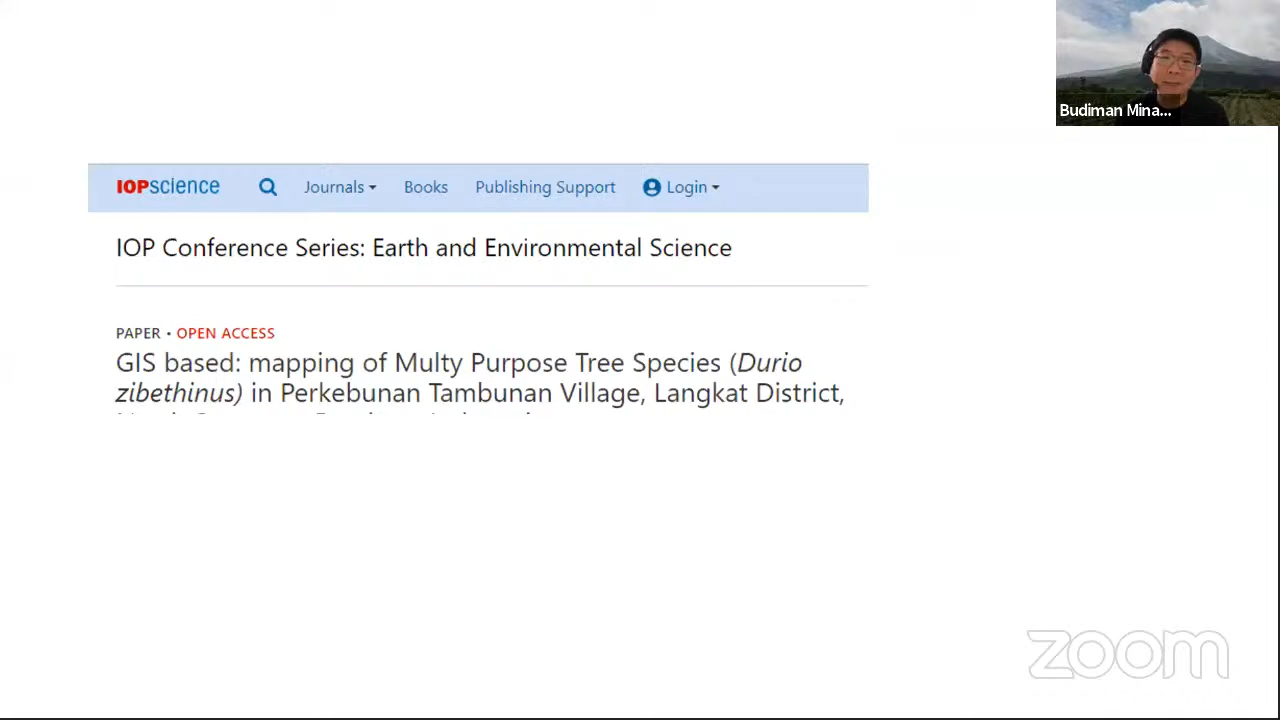 Budiman Mina...
IOPscience Journals Books Publishing Support Login
IOP Conference Series: Earth and Environmental Science
PAPER • OPEN ACCESS
GIS based: mapping of Multy Purpose Tree Species (Durio
zibethinus) in Perkebunan Tambunan Village, Langkat District,
zoom